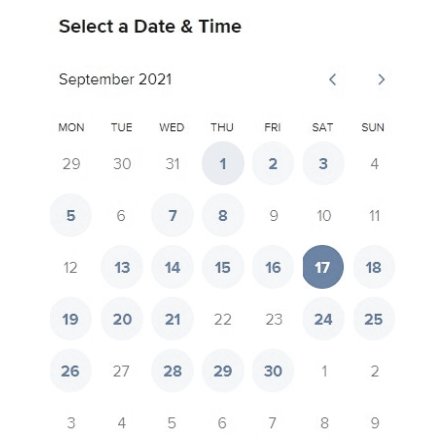 Select a Date & Time
September 2021
MON TUE WED THU FRI SAT SUN
29 30 31 1 2 3 4
5 6 7 8 9 10 11
12 13 14 15 16 17 18
19 20 21 22 23 24 25
26 27 28 29 30 1 2
3 4 5 6 7 8 9